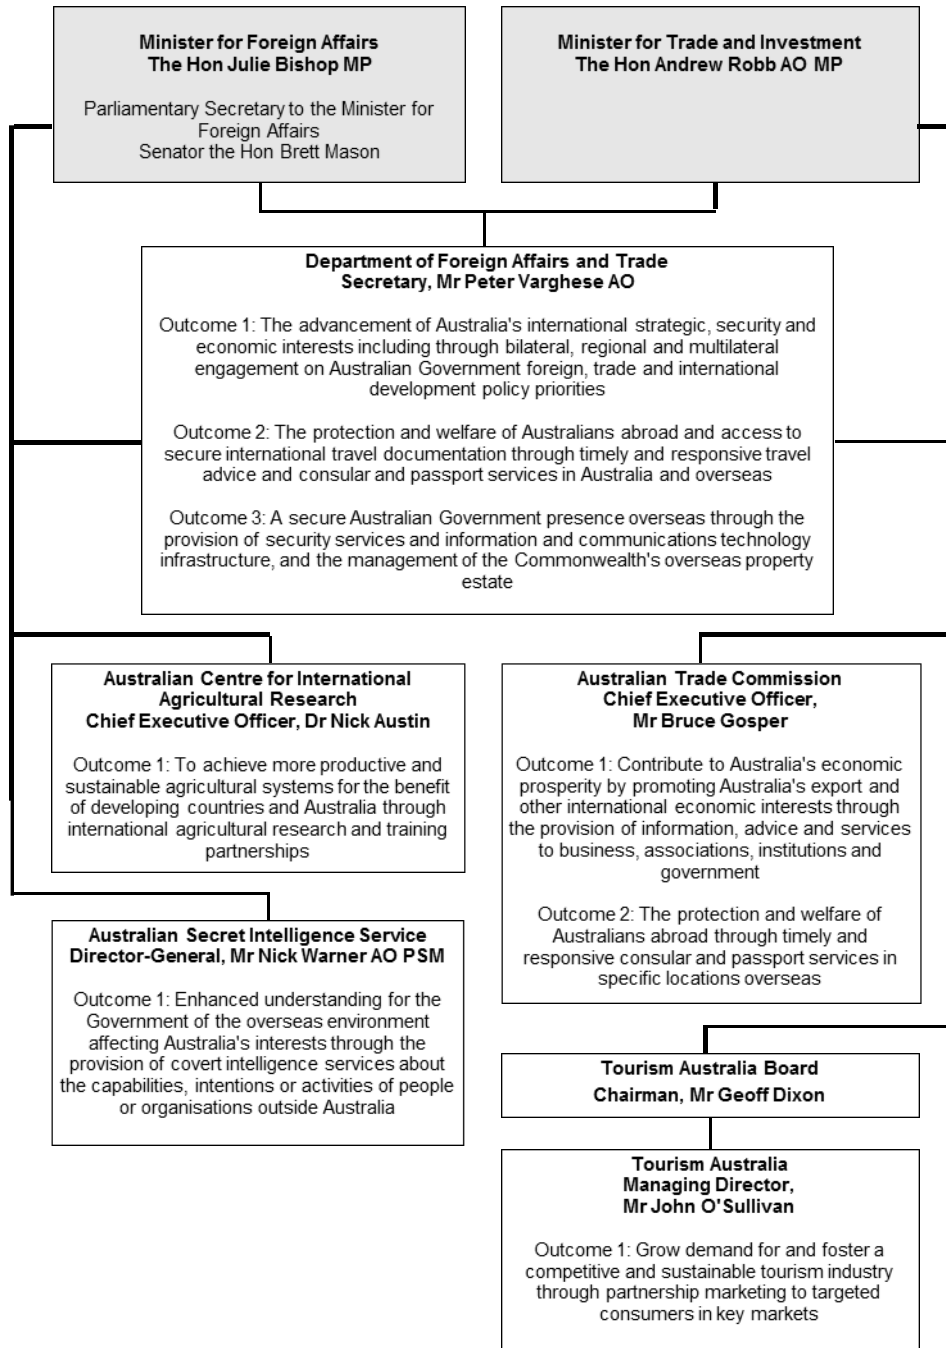 Minister for Foreign Affairs
The Hon Julie Bishop MP
Parliamentary Secretary to the Minister for
Foreign Affairs
Senator the Hon Brett Mason
Minister for Trade and Investment
The Hon Andrew Robb AO MP
Department of Foreign Affairs and Trade
Secretary, Mr Peter Varghese AO
Outcome 1: The advancement of Australia's international strategic, security and
economic interests including through bilateral, regional and multilateral
engagement on Australian Government foreign, trade and international
development policy priorities
Outcome 2: The protection and welfare of Australians abroad and access to
secure international travel documentation through timely and responsive travel
advice and consular and passport services in Australia and overseas
Outcome 3: A secure Australian Government presence overseas through the
provision of security services and information and communications technology
infrastructure, and the management of the Commonwealth's overseas property
estate
Australian Centre for International
Agricultural Research
Chief Executive Officer, Dr Nick Austin
Outcome 1: To achieve more productive and
sustainable agricultural systems for the benefit
of developing countries and Australia through
international agricultural research and training
partnerships
Australian Trade Commission
Chief Executive Officer,
Mr Bruce Gosper
Outcome 1: Contribute to Australia's economic
prosperity by promoting Australia's export and
other international economic interests through
the provision of information, advice and services
to business, associations, institutions and
government
Outcome 2: The protection and welfare of
Australians abroad through timely and
responsive consular and passport services in
specific locations overseas
Australian Secret Intelligence Service
Director-General, Mr Nick Warner AO PSM
Outcome 1: Enhanced understanding for the
Government of the overseas environment
affecting Australia's interests through the
provision of covert intelligence services about
the capabilities, intentions or activities of people
or organisations outside Australia
Tourism Australia Board
Chairman, Mr Geoff Dixon
Tourism Australia
Managing Director,
Mr John O'Sullivan
Outcome 1: Grow demand for and foster a
competitive and sustainable tourism industry
through partnership marketing to targeted
consumers in key markets